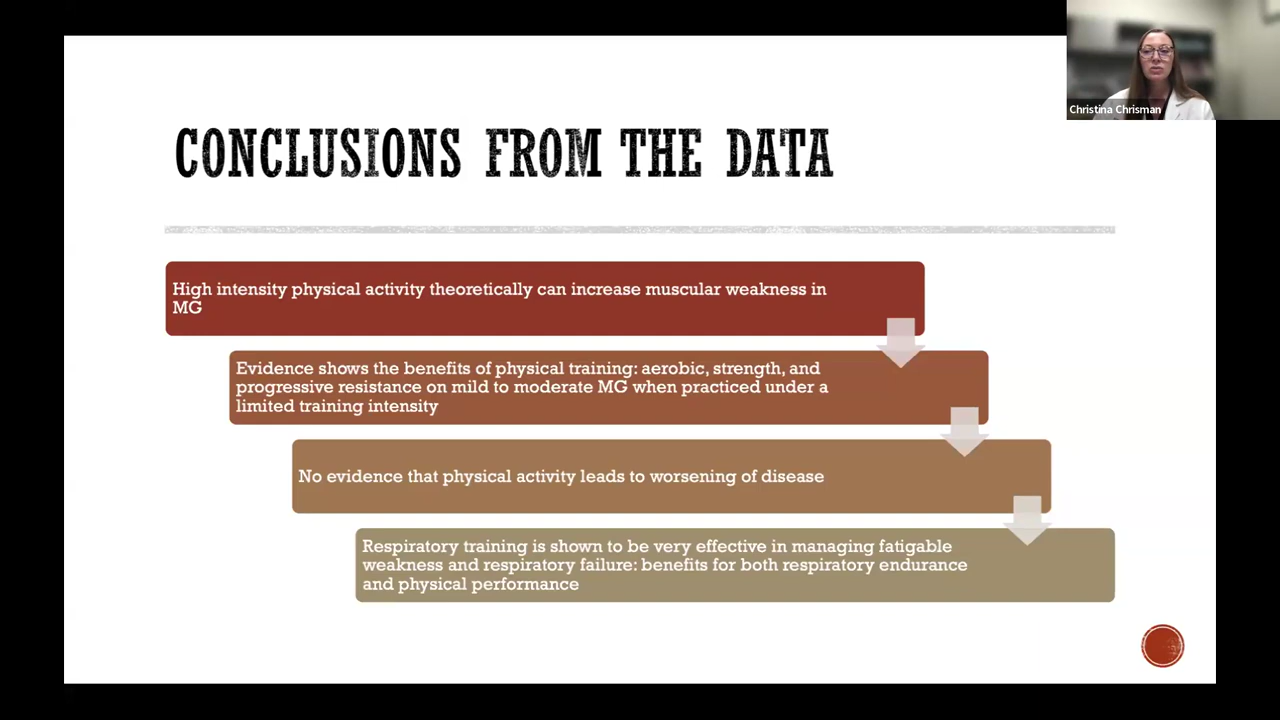 Christina Chrisman
CONCLUSIONS FROM THE DATA
High intensity physical activity theoretically can increase muscular weakness in
MG
Evidence shows the benefits of physical training: aerobic, strength, and
progressive resistance on mild to moderate MG when practiced under a
limited training intensity
No evidence that physical activity leads to worsening of disease
Respiratory training is shown to be very effective in managing fatigable
weakness and respiratory failure: benefits for both respiratory endurance
and physical performance